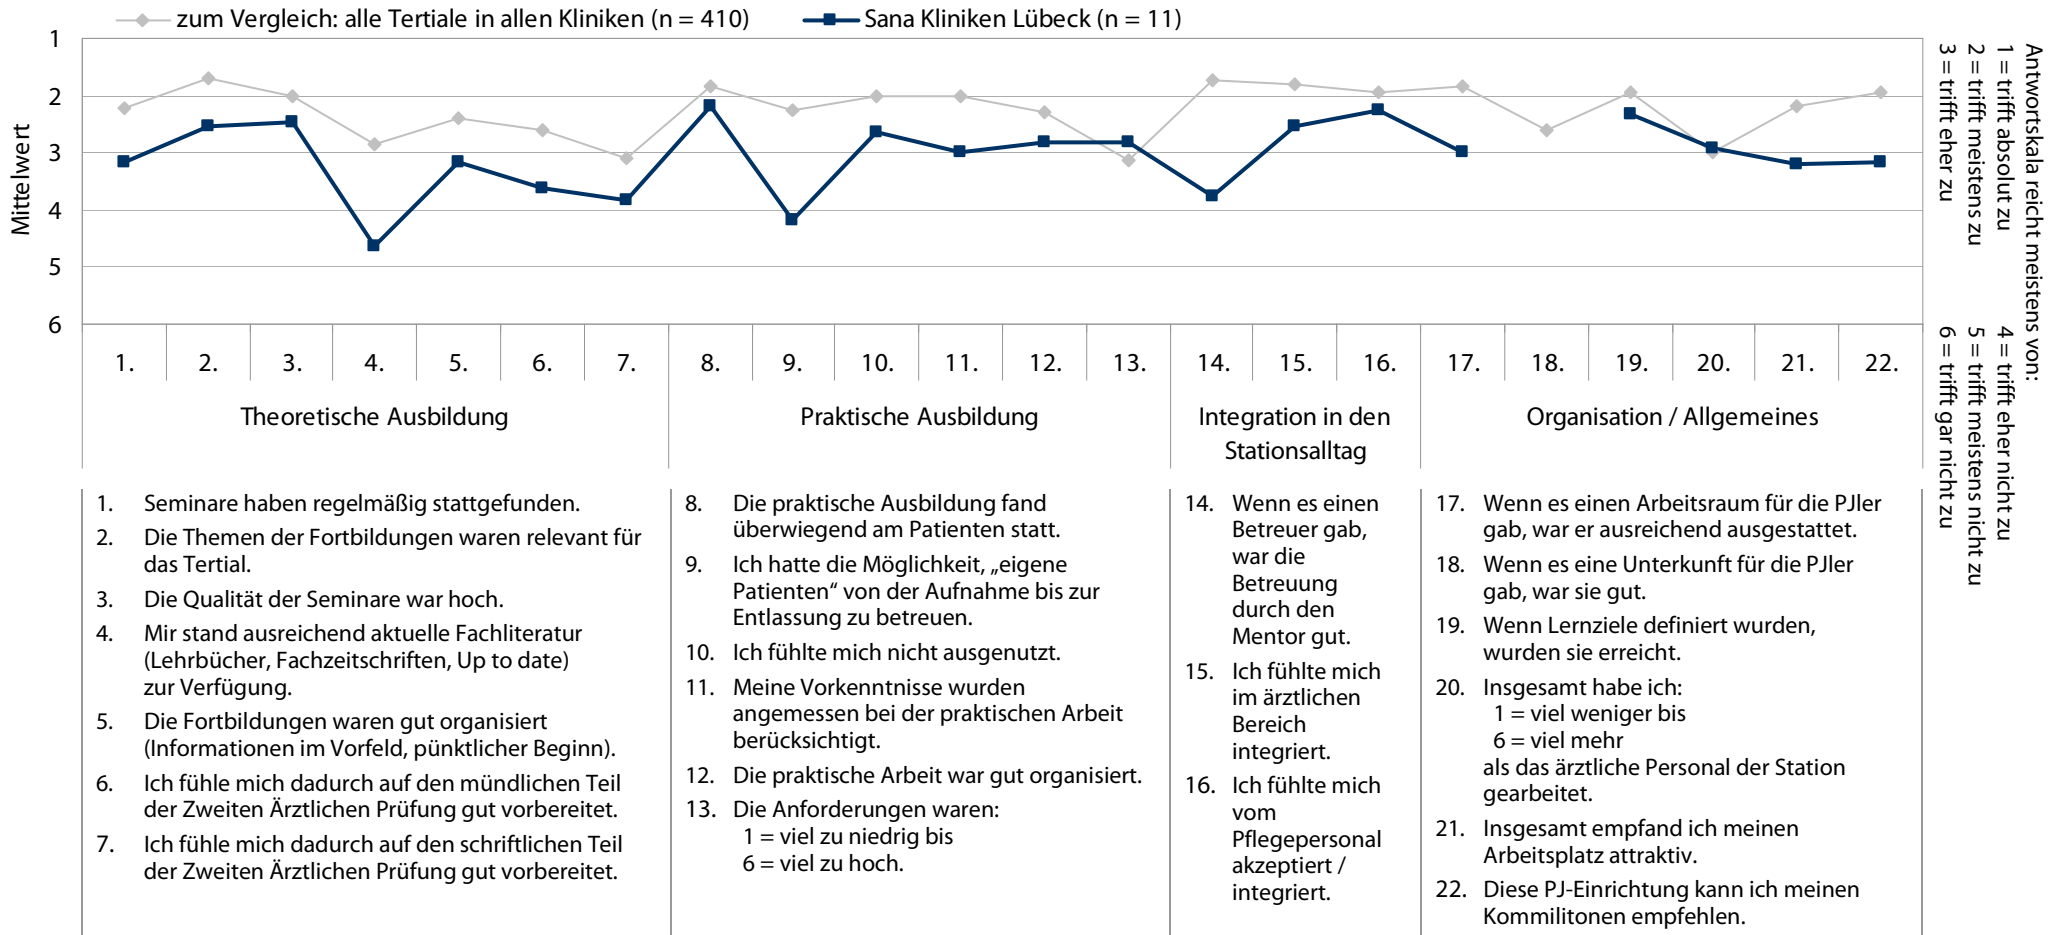 zum Vergleich: alle Tertiale in allen Kliniken (n = 410)
Sana Kliniken Lübeck (n = 11)
Mittelwert
1
2
3
4
5
6
Antwortskala reicht meistens von:
1 = trifft absolut zu
2 = trifft meistens zu
3 = trifft eher zu
4 = trifft eher nicht zu
5 = trifft meistens nicht zu
6 = trifft gar nicht zu
1. 2. 3. 4. 5. 6. 7. 8. 9. 10. 11. 12. 13. 14. 15. 16. 17. 18. 19. 20. 21. 22.
Theoretische Ausbildung
Praktische Ausbildung
Integration in den
Stationsalltag
Organisation / Allgemeines
1. Seminare haben regelmäßig stattgefunden.
2. Die Themen der Fortbildungen waren relevant für
das Tertial.
3. Die Qualität der Seminare war hoch.
4. Mir stand ausreichend aktuelle Fachliteratur
(Lehrbücher, Fachzeitschriften, Up to date)
zur Verfügung.
5. Die Fortbildungen waren gut organisiert
(Informationen im Vorfeld, pünktlicher Beginn).
6. Ich fühle mich dadurch auf den mündlichen Teil
der Zweiten Ärztlichen Prüfung gut vorbereitet.
7. Ich fühle mich dadurch auf den schriftlichen Teil
der Zweiten Ärztlichen Prüfung gut vorbereitet.
8. Die praktische Ausbildung fand
überwiegend am Patienten statt.
9. Ich hatte die Möglichkeit, „eigene
Patienten“ von der Aufnahme bis zur
Entlassung zu betreuen.
10. Ich fühlte mich nicht ausgenutzt.
11. Meine Vorkenntnisse wurden
angemessen bei der praktischen Arbeit
berücksichtigt.
12. Die praktische Arbeit war gut organisiert.
13. Die Anforderungen waren:
1 = viel zu niedrig bis
6 = viel zu hoch.
14. Wenn es einen
Betreuer gab,
war die
Betreuung
durch den
Mentor gut.
15. Ich fühlte mich
im ärztlichen
Bereich
integriert.
16. Ich fühlte mich
vom
Pflegepersonal
akzeptiert /
integriert.
17. Wenn es einen Arbeitsraum für die PJler
gab, war er ausreichend ausgestattet.
18. Wenn es eine Unterkunft für die PJler
gab, war sie gut.
19. Wenn Lernziele definiert wurden,
wurden sie erreicht.
20. Insgesamt habe ich:
1 = viel weniger bis
6 = viel mehr
als das ärztliche Personal der Station
gearbeitet.
21. Insgesamt empfand ich meinen
Arbeitsplatz attraktiv.
22. Diese PJ-Einrichtung kann ich meinen
Kommilitonen empfehlen.